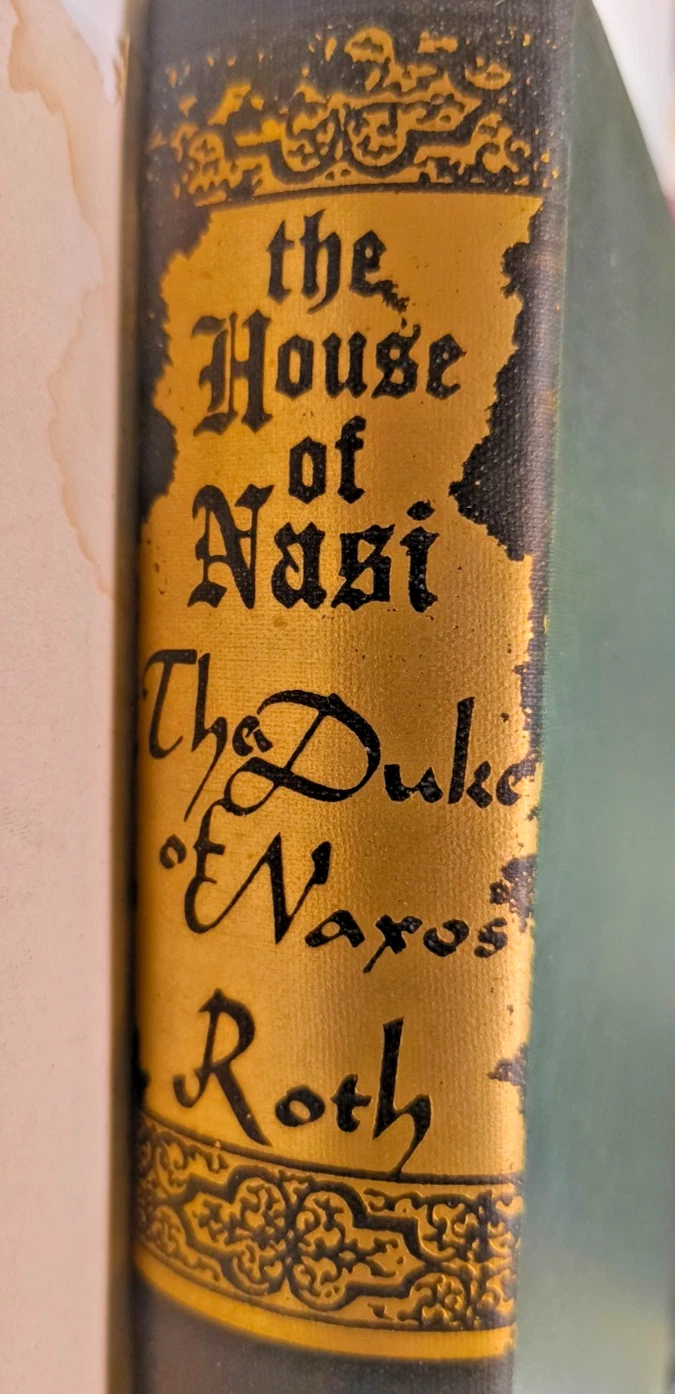 the
House
of
Nasi
The Duke
of Naxos
Roth